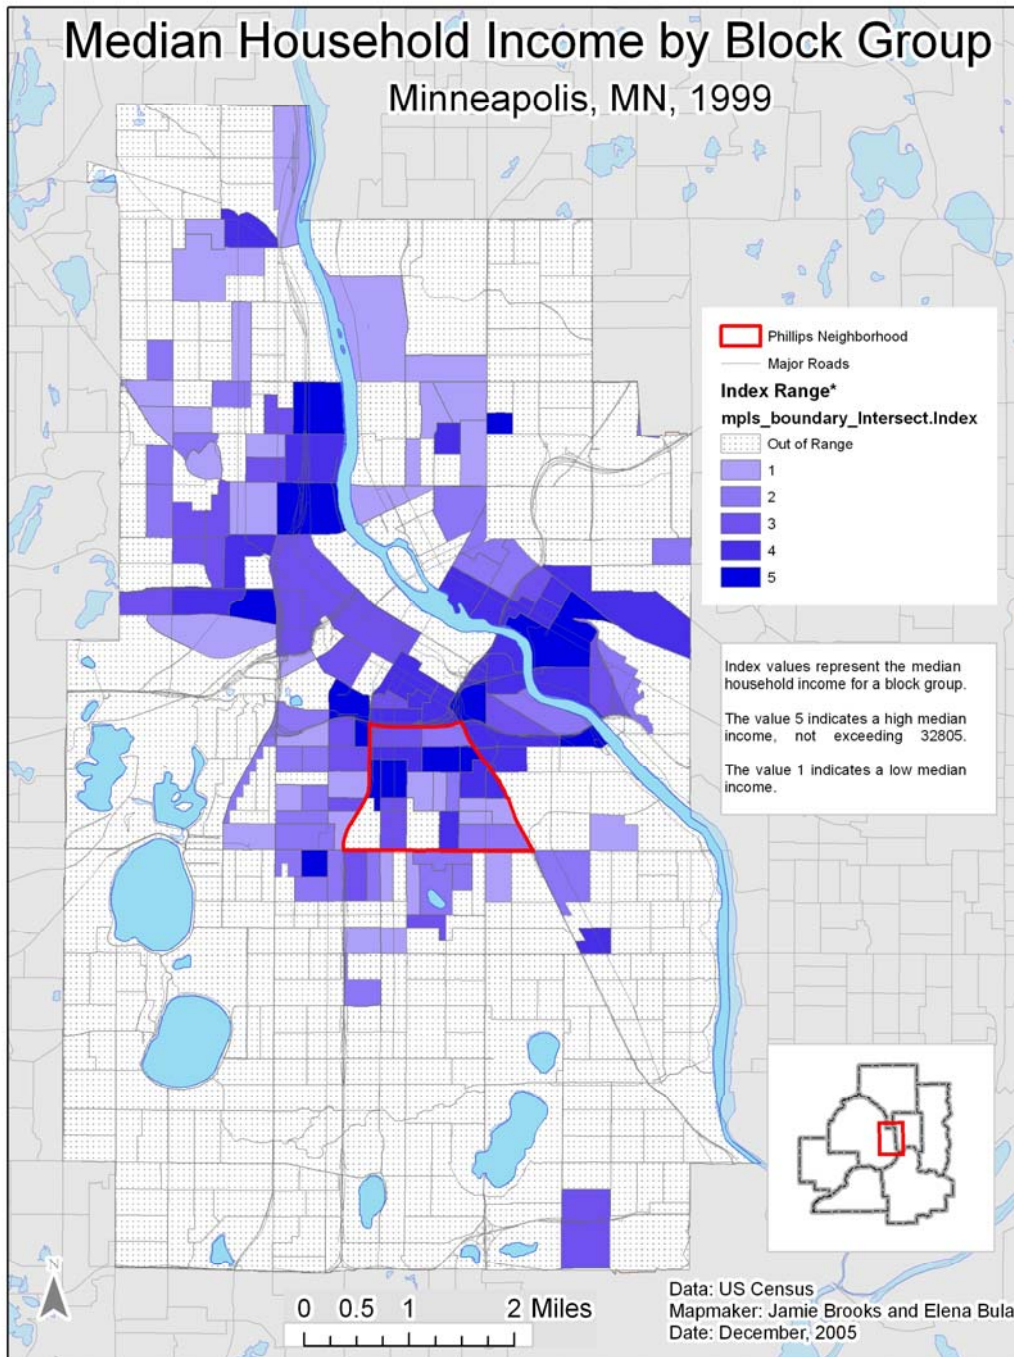 Median Household Income by Block Group
Minneapolis, MN, 1999
Phillips Neighborhood
Major Roads
Index Range*
mpls_boundary_Intersect.Index
Out of Range
1
2
3
4
5
Index values represent the median
household income for a block group.
The value 5 indicates a high median
income, not exceeding 32805.
The value 1 indicates a low median
income.
N
0 0.5 1 2 Miles
Data: US Census
Mapmaker: Jamie Brooks and Elena Bula
Date: December, 2005